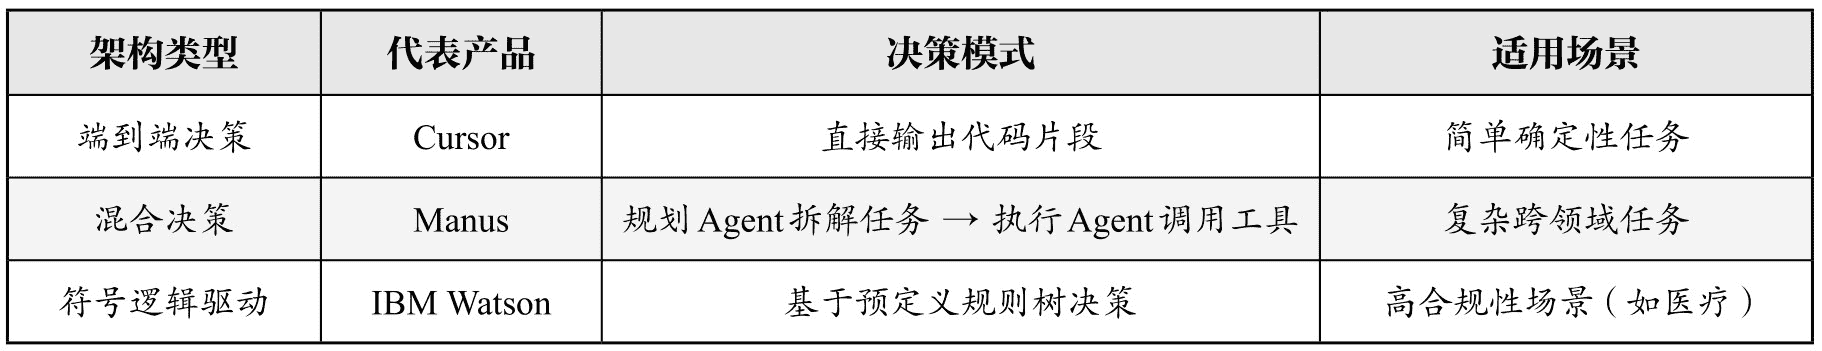 架构类型 代表产品 决策模式 适用场景
端到端决策 Cursor 直接输出代码片段 简单确定性任务
混合决策 Manus 规划Agent拆解任务 → 执行Agent调用工具 复杂跨领域任务
符号逻辑驱动 IBM Watson 基于预定义规则树决策 高合规性场景（如医疗）